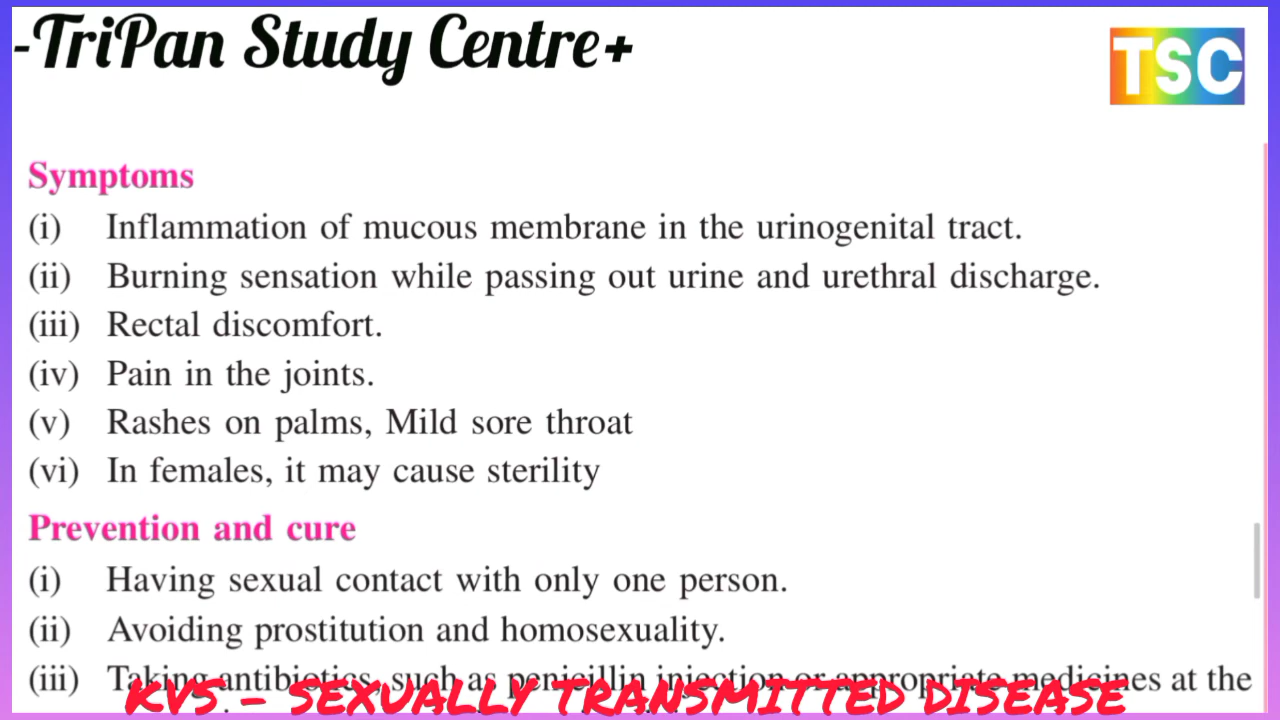 -TriPan Study Centre+
TSC
Symptoms
(i) Inflammation of mucous membrane in the urinogenital tract.
(ii) Burning sensation while passing out urine and urethral discharge.
(iii) Rectal discomfort.
(iv) Pain in the joints.
(v) Rashes on palms, Mild sore throat
(vi) In females, it may cause sterility
Prevention and cure
(i) Having sexual contact with only one person.
(ii) Avoiding prostitution and homosexuality.
(iii) Taking antibiotics, such as penicillin injection or appropriate medicines at the
KVS - SEXUALLY TRANSMITTED DISEASE